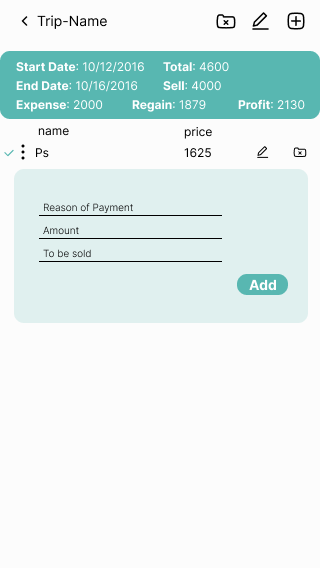 Trip-Name
Start Date: 10/12/2016 Total: 4600
End Date: 10/16/2016 Sell: 4000
Expense: 2000 Regain: 1879 Profit: 2130
name price
Ps 1625
Reason of Payment
Amount
To be sold
Add